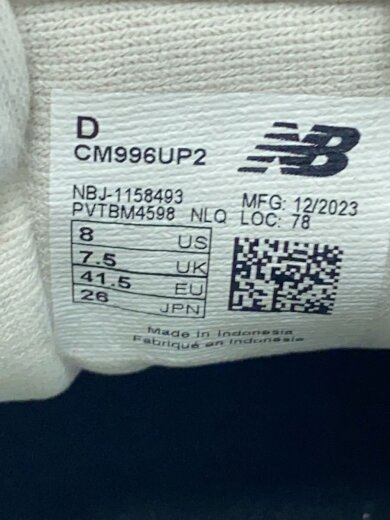 D
CM996UP2
NB
NBJ-1158493
PVTBM4598 NLQ
MFG: 12/2023
LOC: 78
8 US
7.5 UK
41.5 EU
26 JPN
Made in Indonesia
Fabriqué en Indonésie